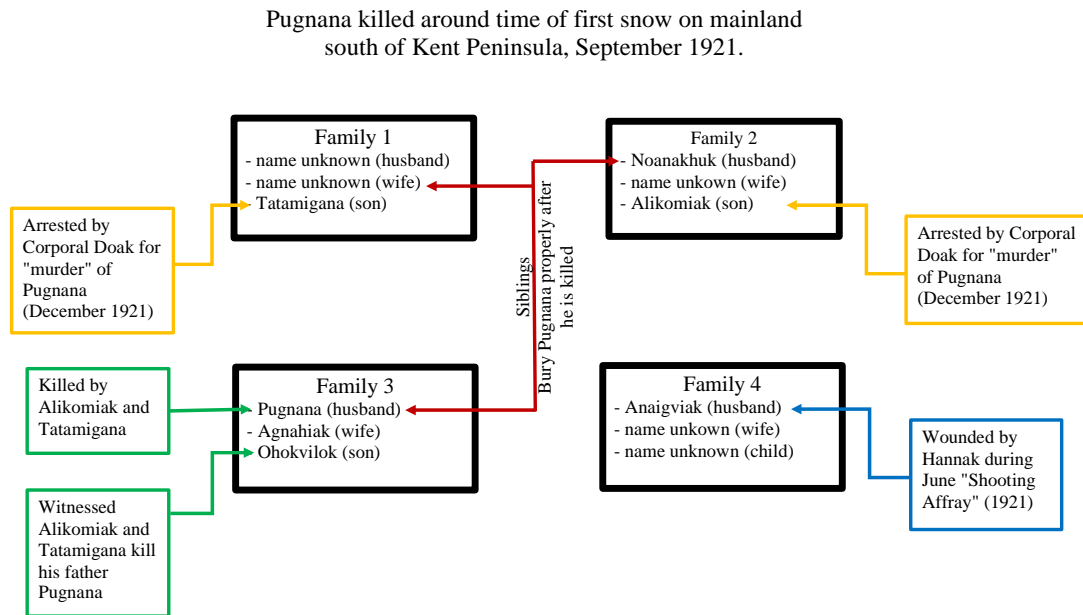 Pugnana killed around time of first snow on mainland
south of Kent Peninsula, September 1921.
Family 1
- name unknown (husband)
- name unknown (wife)
- Tatamigana (son)
Family 2
- Noanakhuk (husband)
- name unkown (wife)
- Alikomiak (son)
Arrested by
Corporal Doak for
"murder" of
Pugnana
(December 1921)
Siblings
Bury Pugnana properly after
he is killed
Arrested by Corporal
Doak for "murder"
of Pugnana
(December 1921)
Killed by
Alikomiak and
Tatamigana
Family 3
- Pugnana (husband)
- Agnahiak (wife)
- Ohokvilok (son)
Family 4
- Anaigviak (husband)
- name unkown (wife)
- name unknown (child)
Wounded by
Hannak during
June "Shooting
Affray" (1921)
Witnessed
Alikomiak and
Tatamigana kill
his father
Pugnana